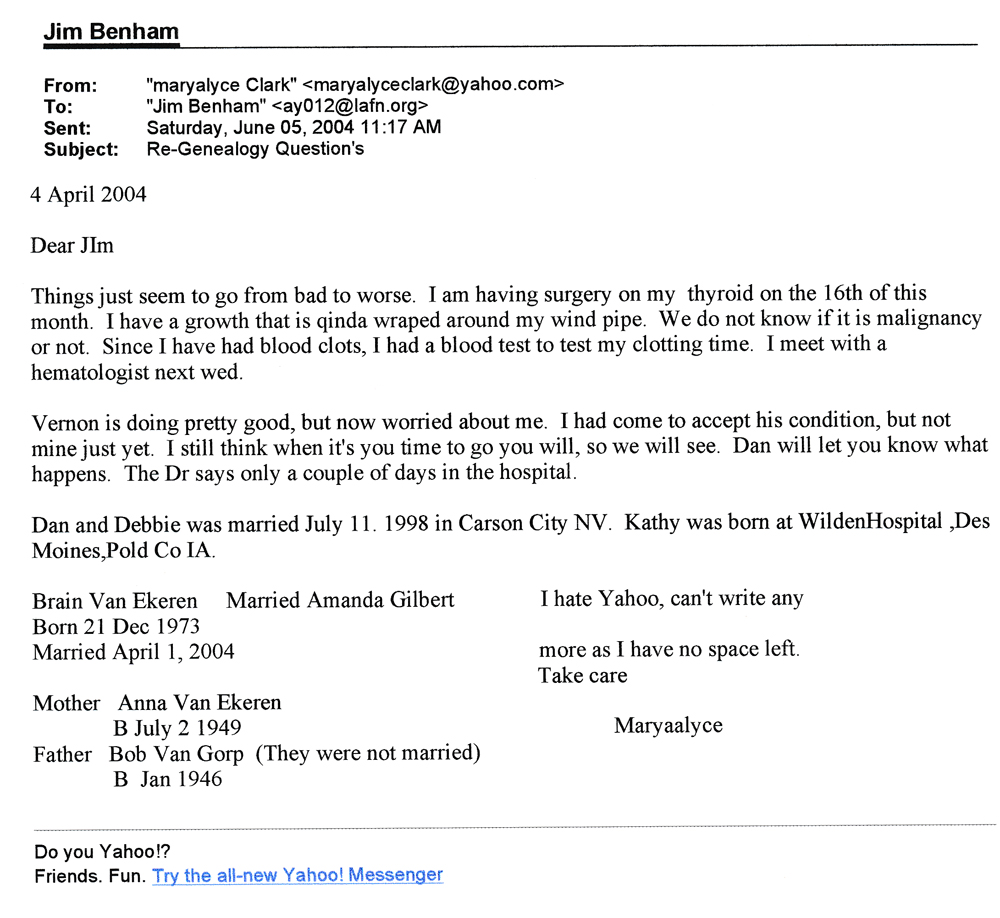 Jim Benham
From: "maryalyce Clark" <maryalyceclark@yahoo.com>
To: "Jim Benham" <ay012@lafn.org>
Sent: Saturday, June 05, 2004 11:17 AM
Subject: Re-Genealogy Question's
4 April 2004
Dear JIm
Things just seem to go from bad to worse. I am having surgery on my thyroid on the 16th of this
month. I have a growth that is qinda wraped around my wind pipe. We do not know if it is malignancy
or not. Since I have had blood clots, I had a blood test to test my clotting time. I meet with a
hematologist next wed.
Vernon is doing pretty good, but now worried about me. I had come to accept his condition, but not
mine just yet. I still think when it's you time to go you will, so we will see. Dan will let you know what
happens. The Dr says only a couple of days in the hospital.
Dan and Debbie was married July 11. 1998 in Carson City NV. Kathy was born at WildenHospital ,Des
Moines,Pold Co IA.
Brain Van Ekeren Married Amanda Gilbert
Born 21 Dec 1973
Married April 1, 2004
Mother Anna Van Ekeren
B July 2 1949
Father Bob Van Gorp (They were not married)
B Jan 1946
I hate Yahoo, can't write any
more as I have no space left.
Take care
Maryaalyce
Do you Yahoo!?
Friends. Fun. Try the all-new Yahoo! Messenger